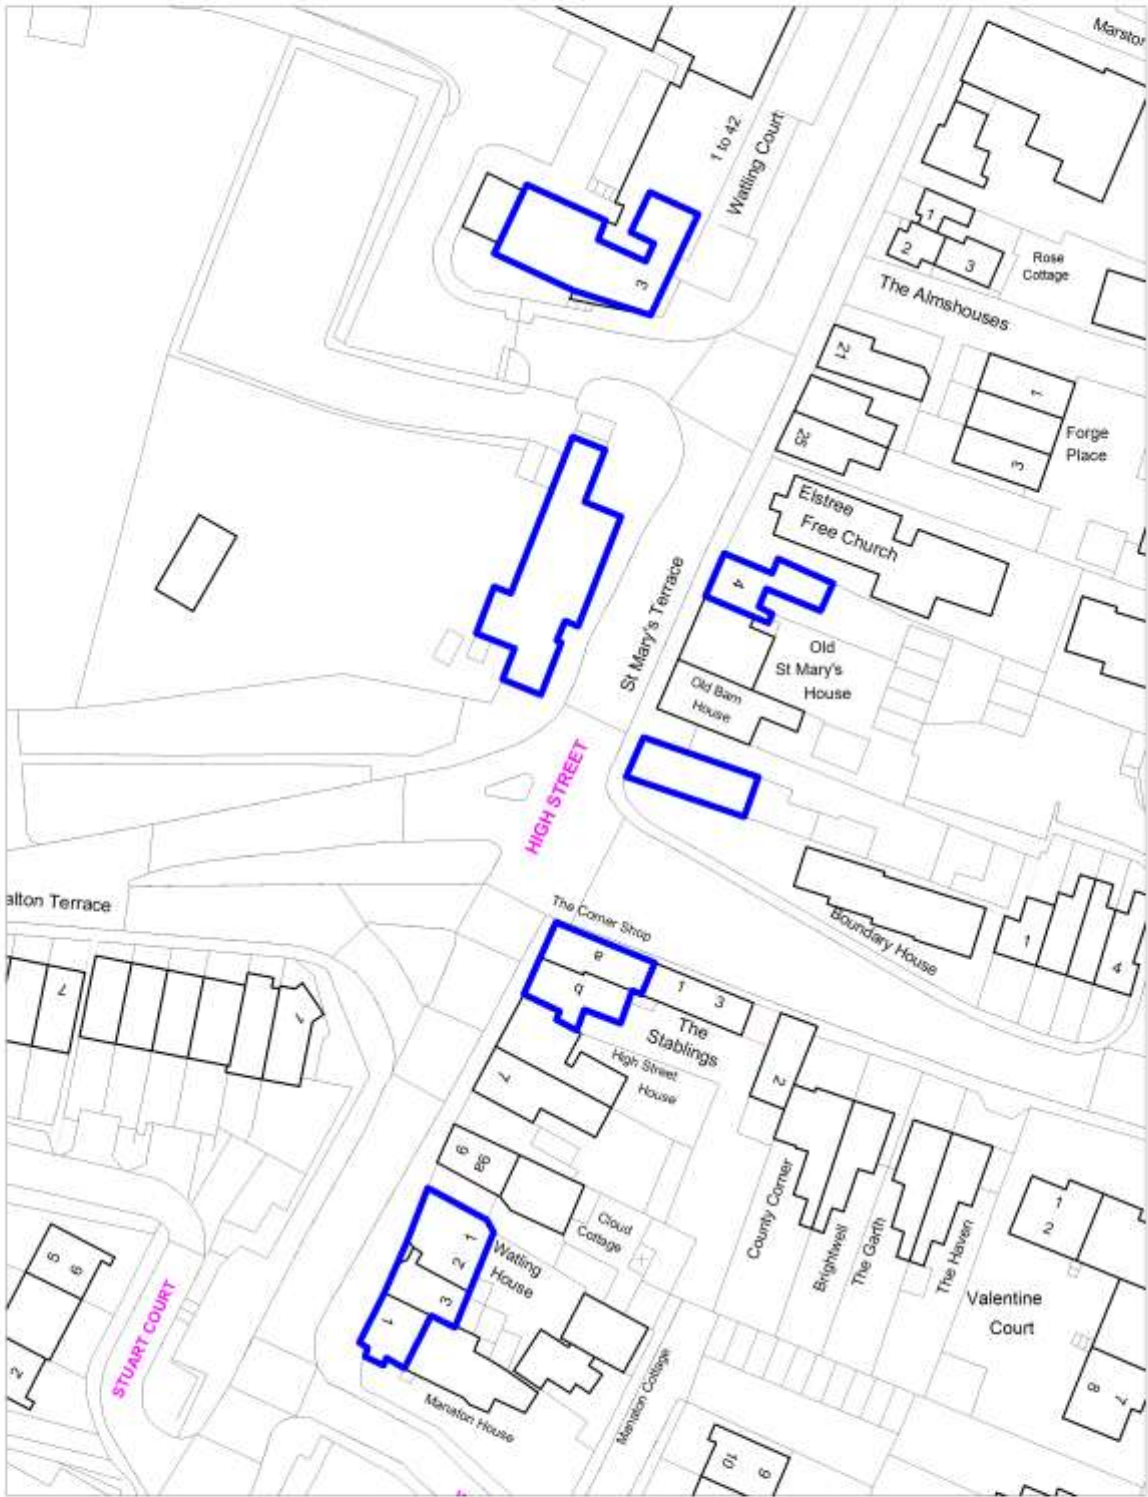 Marston
1 to 42
Watling Court
1
2
3
Rose
Cottage
The Almshouses
3
21
25
1
3
Forge
Place
Elstree
Free Church
4
St Mary's Terrace
Old
St Mary's
House
Old Barn
House
HIGH STREET
alton Terrace
The Corner Shop
a
b
1
3
The
Stablings
Boundary House
1
4
7
1
High Street
House
7
2
9
9a
Cloud
Cottage
County Corner
Brightwell
The Garth
The Haven
1
2
Valentine
Court
1
2
3
Watling
House
1
5
6
2
STUART COURT
Manaton House
Manaton Cottage
8
7
10
9